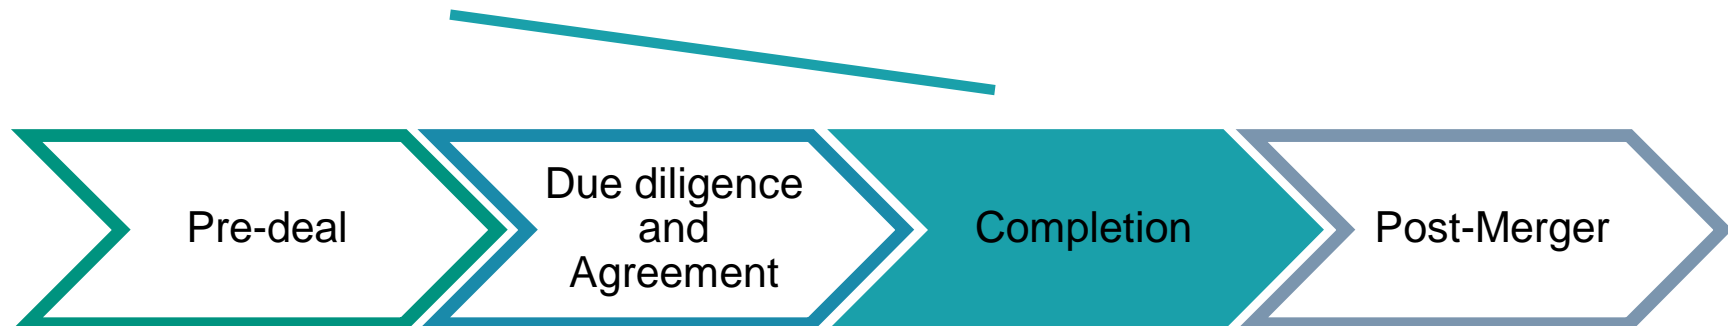 Pre-deal
Due diligence
and
Agreement
Completion
Post-Merger